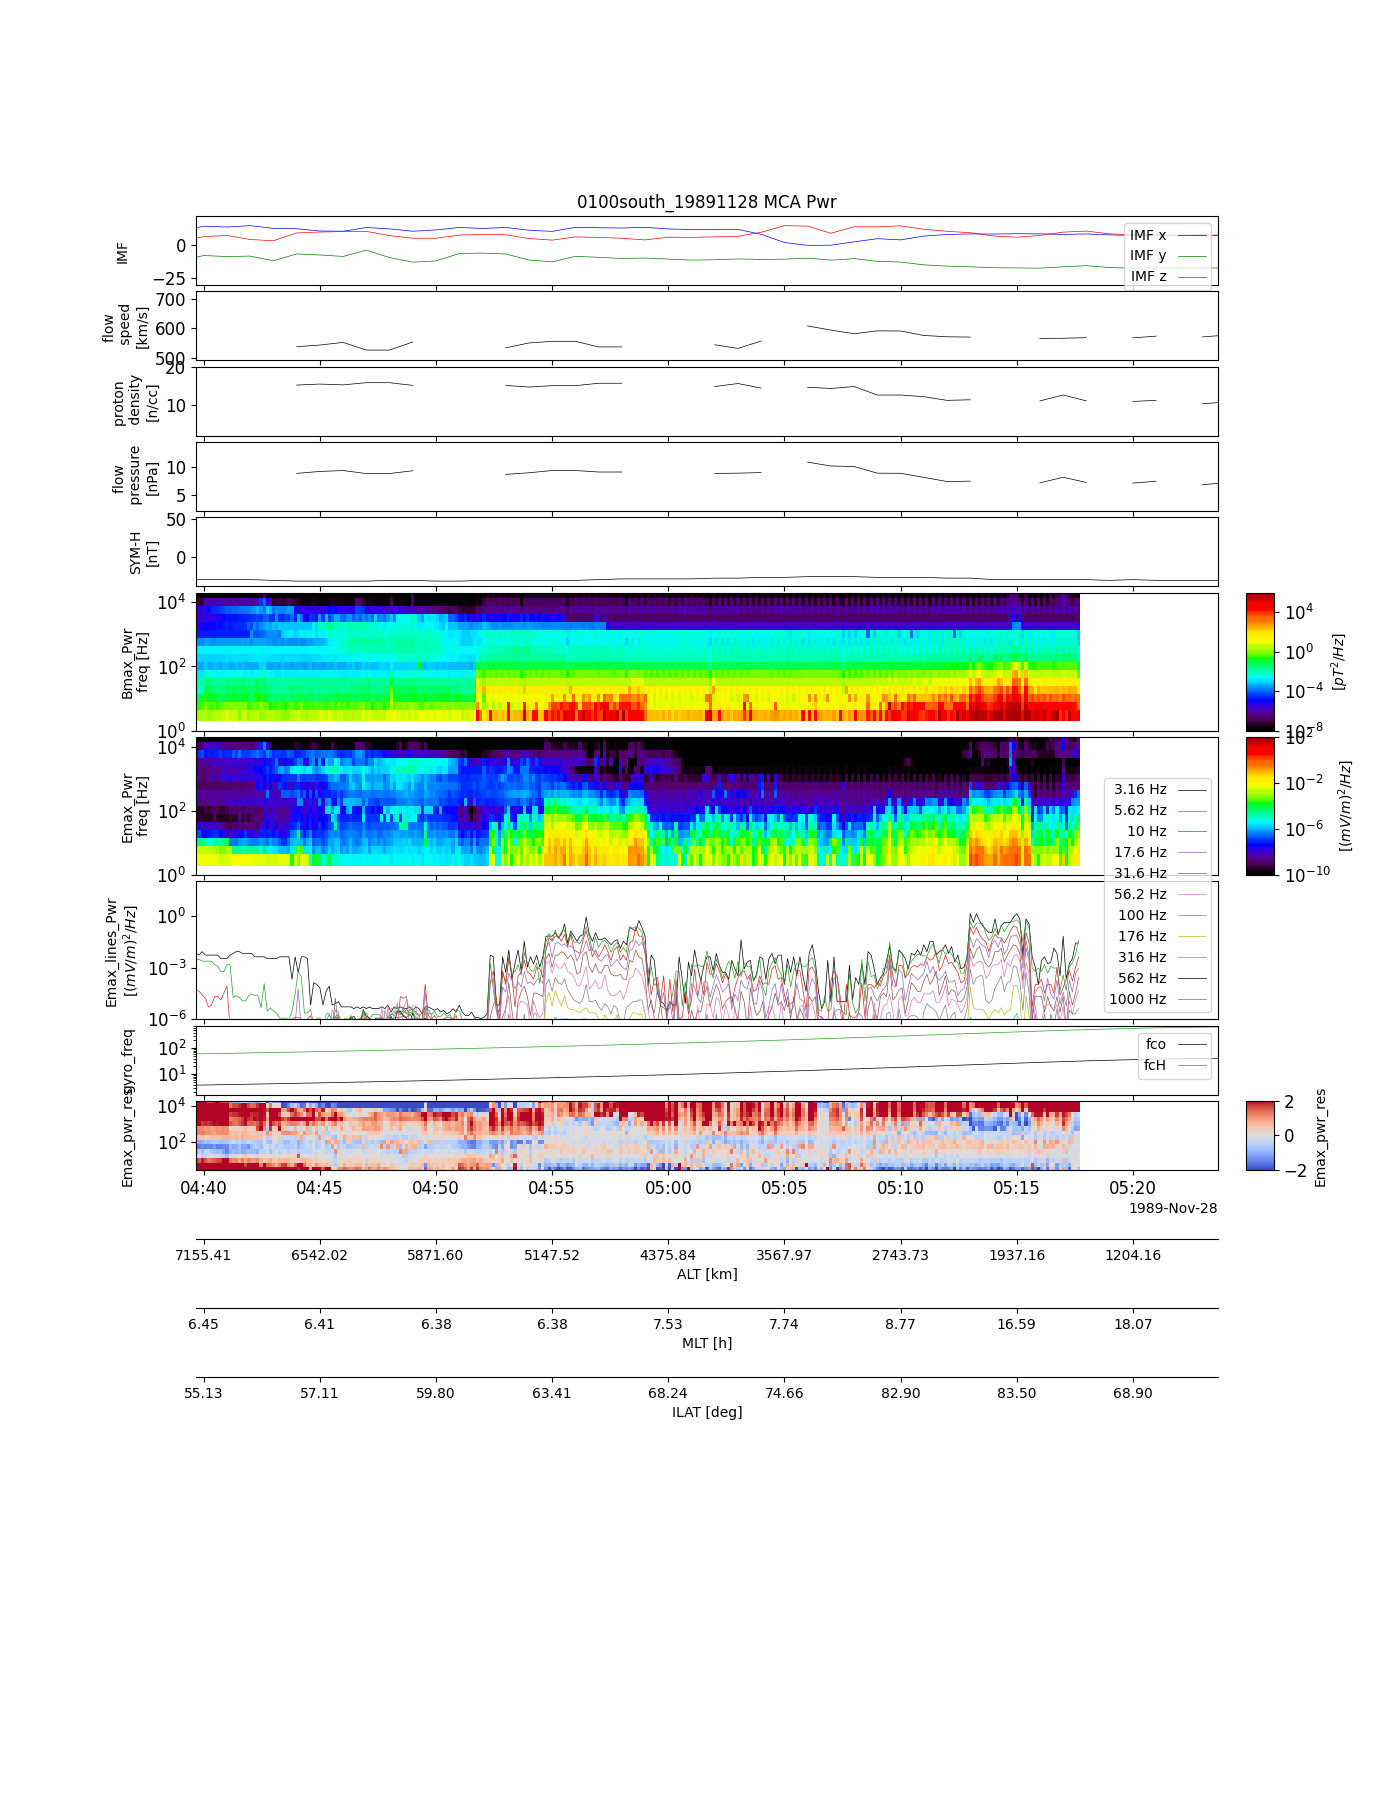 0100south_19891128 MCA Pwr
IMF
0
−25
IMF x
IMF y
IMF z
flow
speed
[km/s]
700
600
500
proton
density
[n/cc]
20
10
flow
pressure
[nPa]
10
5
SYM-H
[nT]
50
0
Bmax_Pwr
freq [Hz]
10^4
10^2
10^0
10^4
10^0
10^-4
10^-8
[pT^2/Hz]
Emax_Pwr
freq [Hz]
10^4
10^2
10^0
10^2
10^-2
10^-6
10^-10
[(mV/m)^2/Hz]
3.16 Hz
5.62 Hz
10 Hz
17.6 Hz
31.6 Hz
56.2 Hz
100 Hz
176 Hz
316 Hz
562 Hz
1000 Hz
Emax_lines_Pwr
[(mV/m)^2/Hz]
10^0
10^-3
10^-6
gyro_freq
10^2
10^1
fco
fcH
Emax_pwr_res
10^4
10^2
2
0
−2
Emax_pwr_res
04:40 04:45 04:50 04:55 05:00 05:05 05:10 05:15 05:20
1989-Nov-28
7155.41 6542.02 5871.60 5147.52 4375.84 3567.97 2743.73 1937.16 1204.16
ALT [km]
6.45 6.41 6.38 6.38 7.53 7.74 8.77 16.59 18.07
MLT [h]
55.13 57.11 59.80 63.41 68.24 74.66 82.90 83.50 68.90
ILAT [deg]